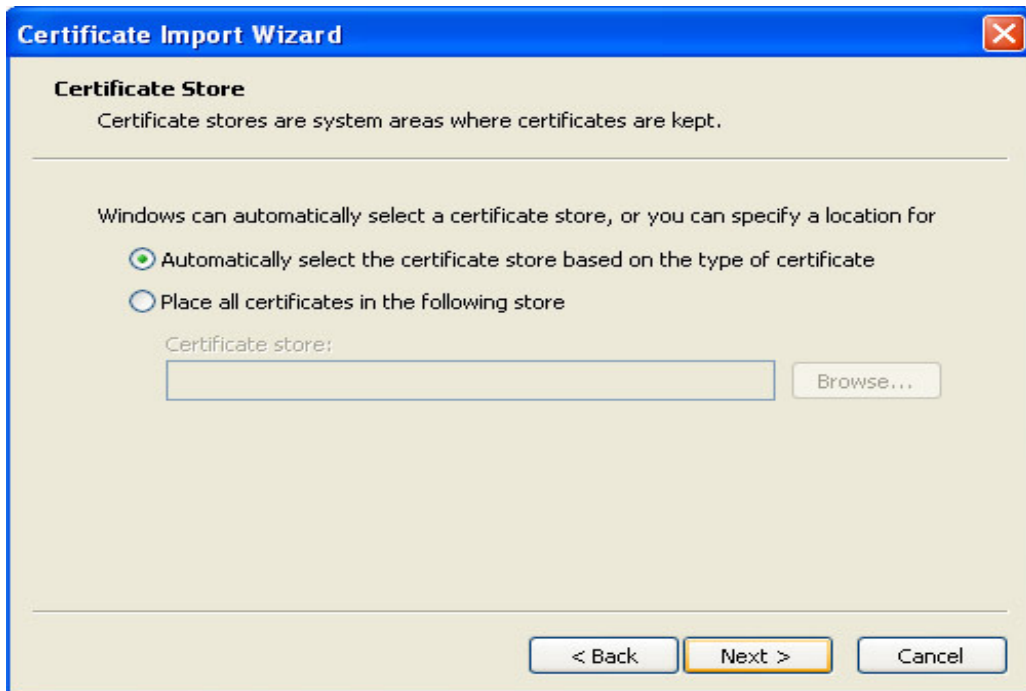 Certificate Import Wizard
Certificate Store
Certificate stores are system areas where certificates are kept.
Windows can automatically select a certificate store, or you can specify a location for
Automatically select the certificate store based on the type of certificate
Place all certificates in the following store
Certificate store:
Browse...
< Back Next > Cancel